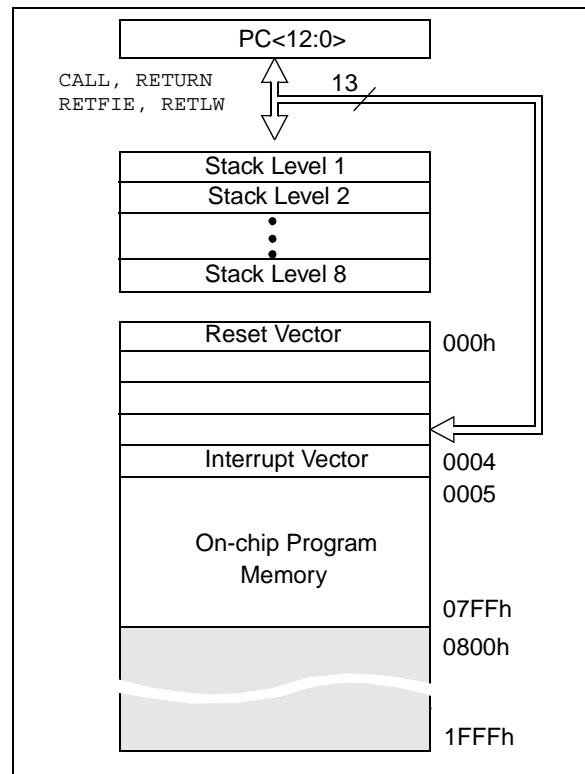 PC<12:0>
CALL, RETURN
RETFIE, RETLW
13
Stack Level 1
Stack Level 2
Stack Level 8
Reset Vector
000h
Interrupt Vector
0004
0005
On-chip Program
Memory
07FFh
0800h
1FFFh